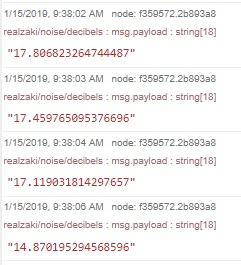 1/15/2019, 9:38:02 AM node: f359572.2b893a8
realzaki/noise/decibels : msg.payload : string[18]
"17.806823264744487"
1/15/2019, 9:38:03 AM node: f359572.2b893a8
realzaki/noise/decibels : msg.payload : string[18]
"17.459765095376696"
1/15/2019, 9:38:04 AM node: f359572.2b893a8
realzaki/noise/decibels : msg.payload : string[18]
"17.119031814297657"
1/15/2019, 9:38:06 AM node: f359572.2b893a8
realzaki/noise/decibels : msg.payload : string[18]
"14.870195294568596"